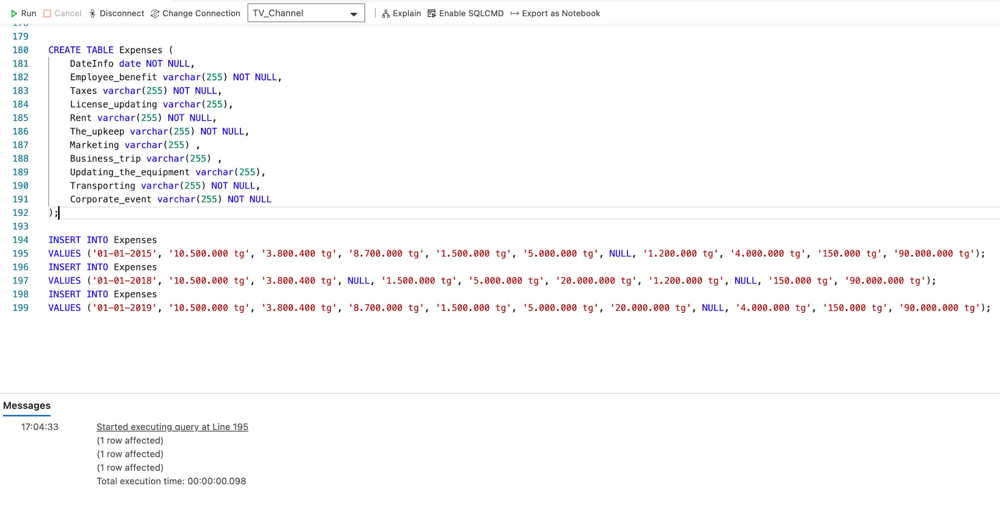 Run Cancel Disconnect Change Connection TV_Channel Explain Enable SQLCMD Export as Notebook
178
179
180 CREATE TABLE Expenses (
181 DateInfo date NOT NULL,
182 Employee_benefit varchar(255) NOT NULL,
183 Taxes varchar(255) NOT NULL,
184 License_updating varchar(255),
185 Rent varchar(255) NOT NULL,
186 The_upkeep varchar(255) NOT NULL,
187 Marketing varchar(255) ,
188 Business_trip varchar(255) ,
189 Updating_the_equipment varchar(255),
190 Transporting varchar(255) NOT NULL,
191 Corporate_event varchar(255) NOT NULL
192 );
193
194 INSERT INTO Expenses
195 VALUES ('01-01-2015', '10.500.000 tg', '3.800.400 tg', '8.700.000 tg', '1.500.000 tg', '5.000.000 tg', NULL, '1.200.000 tg', '4.000.000 tg', '150.000 tg', '90.000.000 tg');
196 INSERT INTO Expenses
197 VALUES ('01-01-2018', '10.500.000 tg', '3.800.400 tg', NULL, '1.500.000 tg', '5.000.000 tg', '20.000.000 tg', '1.200.000 tg', NULL, '150.000 tg', '90.000.000 tg');
198 INSERT INTO Expenses
199 VALUES ('01-01-2019', '10.500.000 tg', '3.800.400 tg', '8.700.000 tg', '1.500.000 tg', '5.000.000 tg', '20.000.000 tg', NULL, '4.000.000 tg', '150.000 tg', '90.000.000 tg');
Messages
17:04:33 Started executing query at Line 195
(1 row affected)
(1 row affected)
(1 row affected)
Total execution time: 00:00:00.098